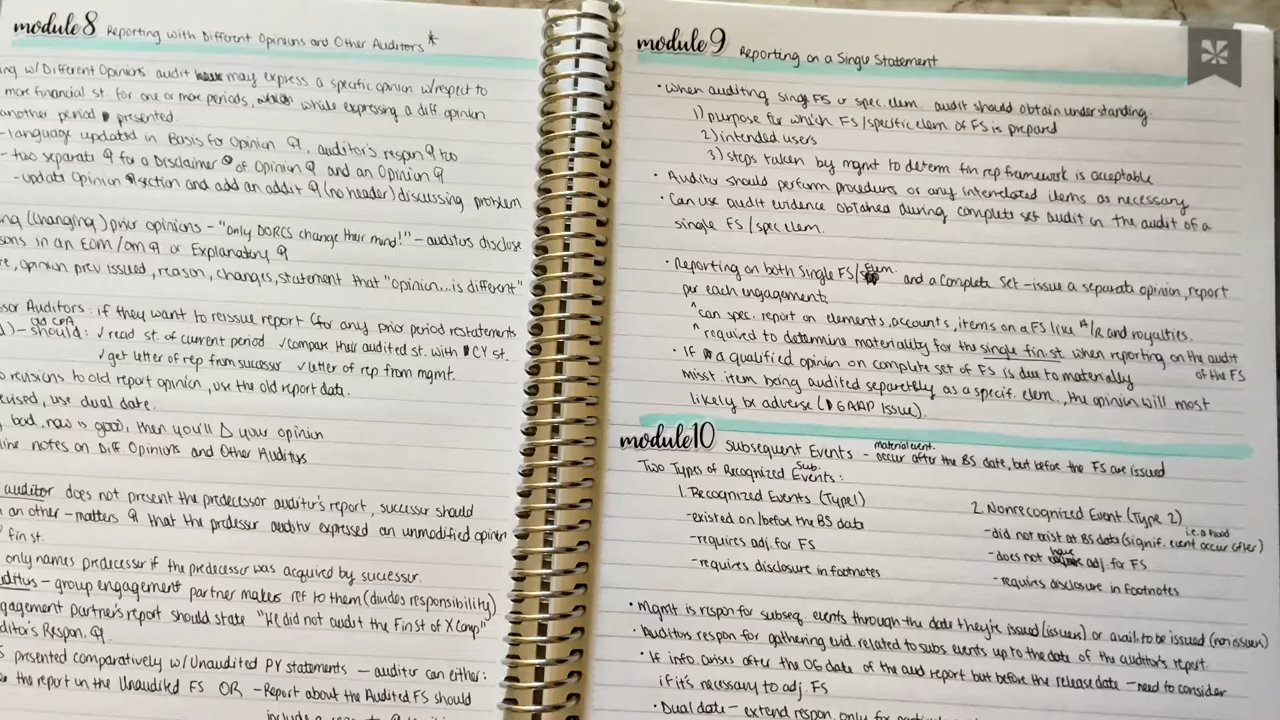 module 8 Reporting with Different Opinions and Other Auditors *
ing w/ Different Opinions: audit may express a specific opinion w/respect to
more financial st. for one or more periods, while expressing a diff. opinion
another period presented.
-language updated in Basis for Opinion ¶, auditor's respon ¶ to
- two separate ¶ for a Disclaimer of Opinion ¶ and an Opinion ¶
-update Opinion section and add an addit ¶ (no header) discussing problem
ing (changing) prior opinions - "only DORCS change their mind!" - auditors disclose
sons in an EOM/OM ¶ or Explanatory ¶
e, opinion prev issued, reason, changes, statement that "opinion... is different"
sor Auditors: if they want to reissue report (for any prior period restatements
old CPA
) - should: ✓read st. of current period ✓compare their audited st. with CY st.
✓get letter of rep from successor ✓letter of rep from mgmt.
o revisions to old report opinion, use the old report date.
evised, use dual date.
bad, now is good, then you'll Δ your opinion
line notes on Diff Opinions and Other Auditors
auditor does not present the predecessor auditor's report, successor should
an other-matters ¶ that the predessor auditor expressed an unmodified opinion
fin st.
only names predecessor if the predecessor was acquired by successor.
uditors - group engagement partner makes ref to them (divides responsibility)
gagement partner's report should state "We did not audit the Fin St of X Comp"
ditor's Respon. ¶.
s presented comparatively w/ Unaudited PY statements - auditor can either:
the report on the Unaudited FS OR, -Report about the Audited FS should
module 9 Reporting on a Single Statement
• when auditing single FS or spec. elem. audit should obtain understanding:
1) purpose for which FS/specific elem of FS is prepared
2) intended users
3) steps taken by mgmt to determ fin rep framework is acceptable
• Auditor should perform procedures or any interrelated items as necessary
• Can use audit evidence obtained during complete set audit in the audit of a
single FS/spec elem.
• Reporting on both Single FS/Elem. and a Complete Set - issue a separate opinion, report
per each engagement.
^ can spec. report on elements, accounts, items on a FS like A/R and royalties.
^ required to determine materiality for the single fin. st. when reporting on the audit
of the FS
• If a qualified opinion on complete set of FS is due to materially
misst item being audited separetbly as a specif. elem., the opinion will most
likely be adverse (GAAP Issue).
module 10 Subsequent Events - material event. occur after the BS date, but before the FS are issued
Two Types of Recognized Sub. Events:
1. Recognized Events (Type 1)
-existed on/before the BS data
-requires adj. for FS
-requires disclosure in footnotes
2. Nonrecognized Event (Type 2)
i.e. a flood
-did not exist at BS data (signif. event occur after)
-does not have adj. for FS
-requires disclosure in footnotes
• Mgmt is respon for subseq. events through the date they're issued (issuer) or avail. to be issued (nonissuer)
• Auditors respon for gathering evid. related to subs events up to the date of the auditor's report.
• If info. arises after the OG date of the aud report but before the release date - need to consider
if it's necessary to adj. FS
• Dual date - extend respon. only for